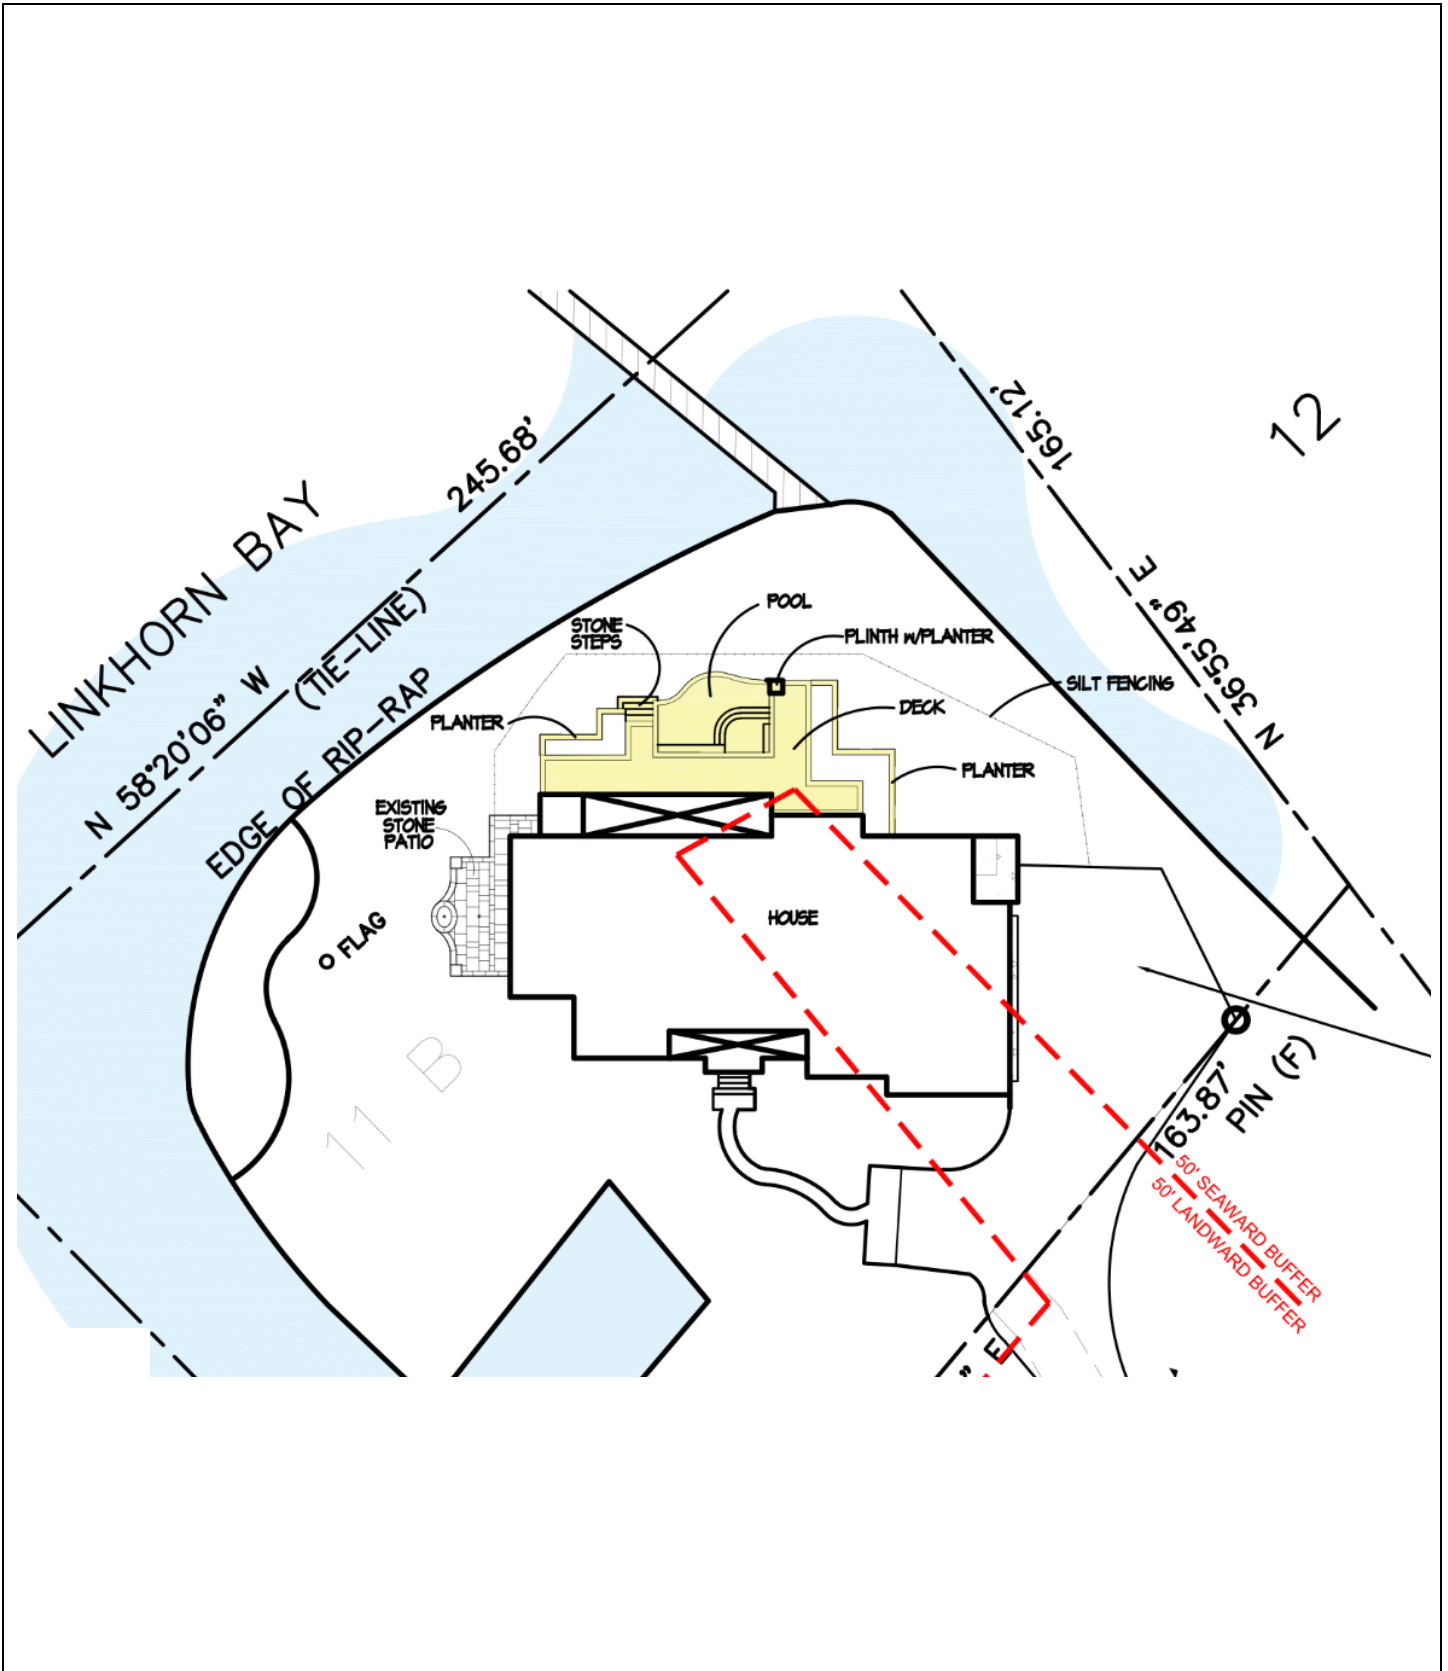 12
165.12'
N 36°55'49" E
245.68'
LINKHORN BAY
N 58°20'06" W
(TIE-LINE)
EDGE OF RIP-RAP
POOL
STONE
STEPS
PLINTH w/PLANTER
SILT FENCING
PLANTER
DECK
PLANTER
EXISTING
STONE
PATIO
FLAG
HOUSE
11 B
163.87'
PIN (F)
50' SEAWARD BUFFER
50' LANDWARD BUFFER
" E